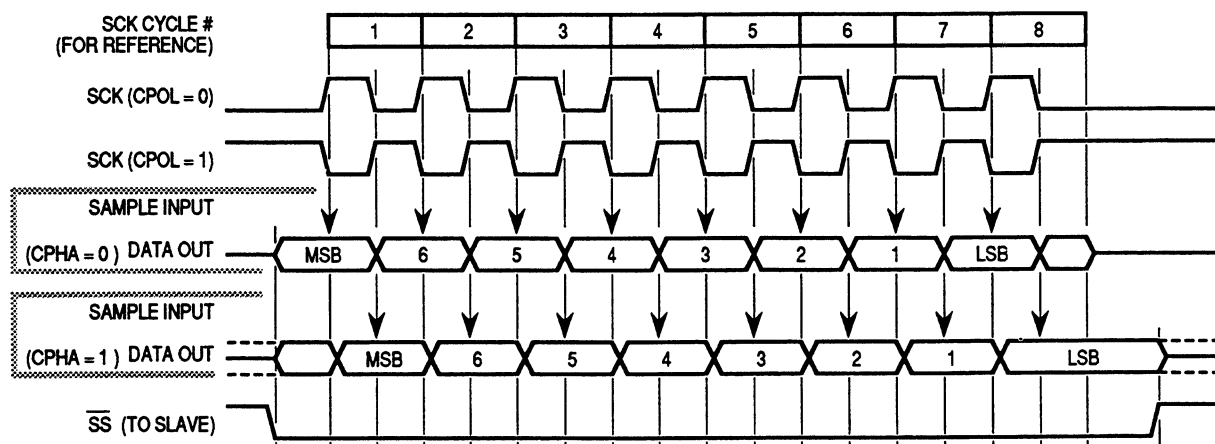 SCK CYCLE #
(FOR REFERENCE)
1 2 3 4 5 6 7 8
SCK (CPOL = 0)
SCK (CPOL = 1)
SAMPLE INPUT
(CPHA = 0) DATA OUT
MSB 6 5 4 3 2 1 LSB
SAMPLE INPUT
(CPHA = 1) DATA OUT
MSB 6 5 4 3 2 1 LSB
SS (TO SLAVE)